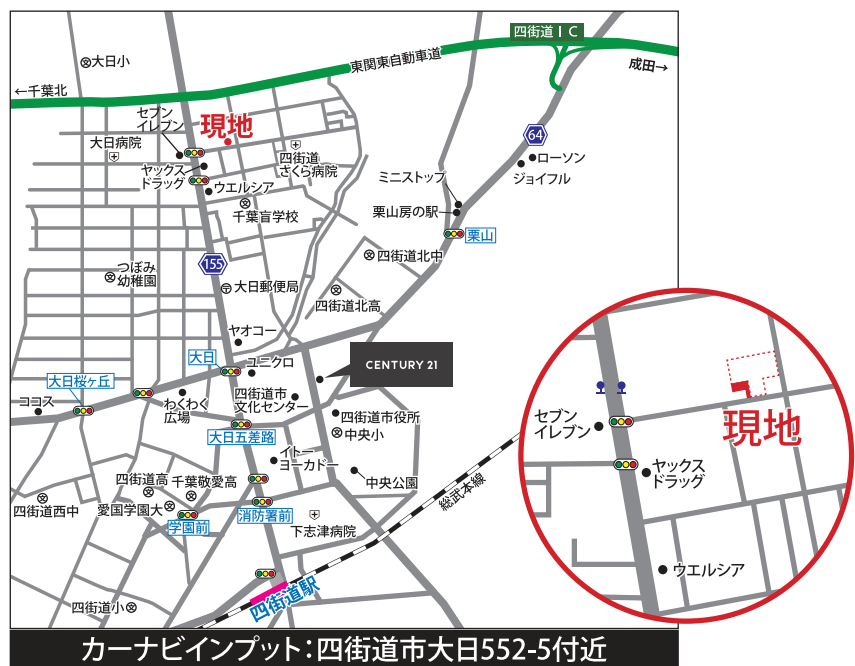 四街道IC
大日小
東関東自動車道
成田→
←千葉北
セブン
イレブン
現地
64
大日病院
四街道
さくら病院
ローソン
ジョイフル
ヤックス
ドラッグ
ウエルシア
ミニストップ
栗山房の駅
千葉盲学校
栗山
155
四街道北中
つぼみ
幼稚園
大日郵便局
四街道北高
ヤオコー
大日
ユニクロ
CENTURY 21
大日桜ヶ丘
ココス
わくわく
広場
四街道市
文化センター
四街道市役所
中央小
大日五差路
イトー
ヨーカドー
中央公園
四街道高
千葉敬愛高
四街道西中
愛国学園大
学園前
消防署前
下志津病院
総武本線
四街道駅
四街道小
セブン
イレブン
現地
ヤックス
ドラッグ
ウエルシア
カーナビインプット：四街道市大日552-5付近